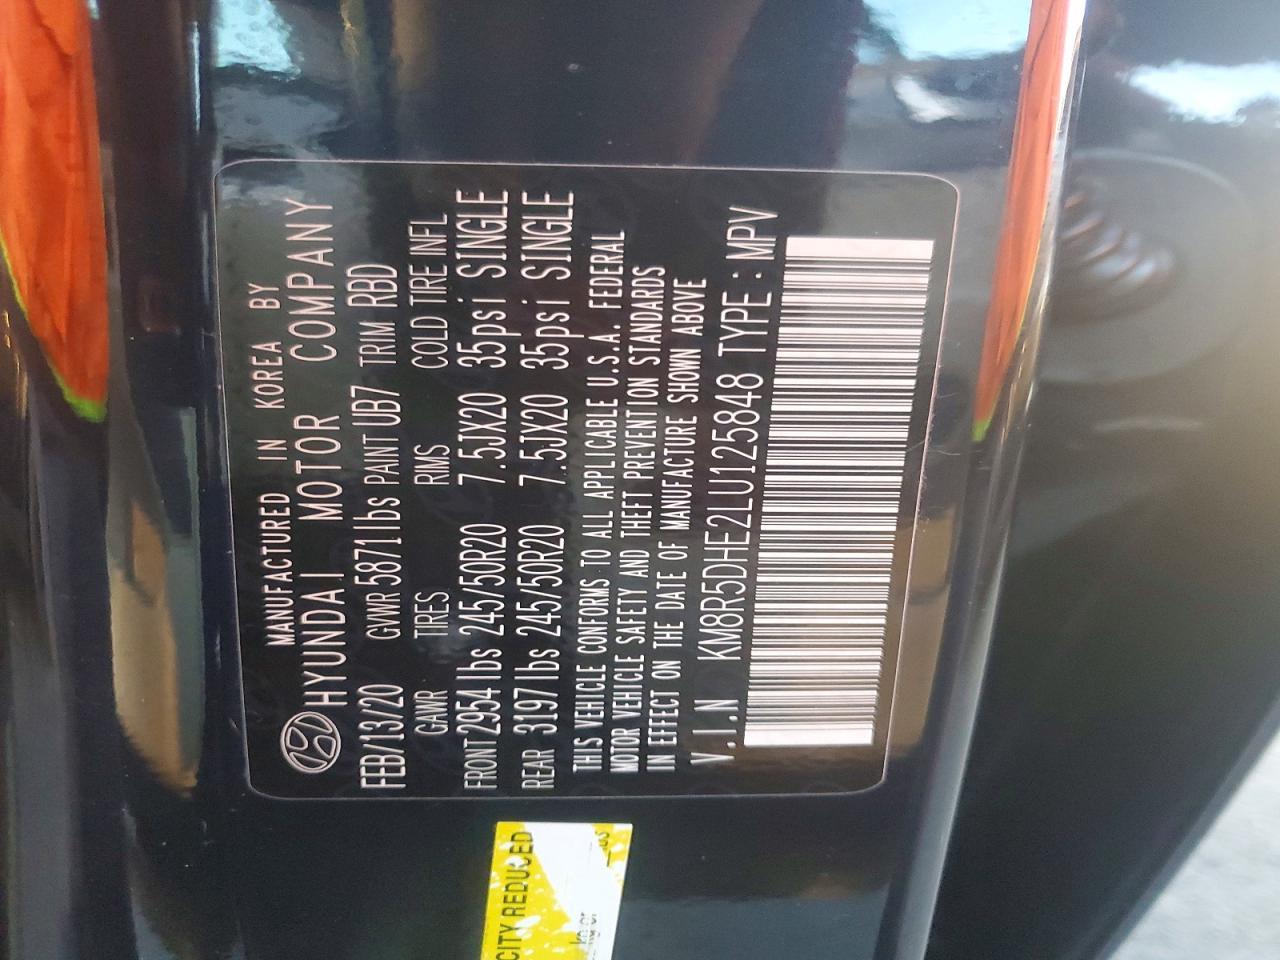 MANUFACTURED IN KOREA BY
HYUNDAI MOTOR COMPANY
FEB/13/20 GVWR 5871lbs PAINT UB7 TRIM RBD
GAWR TIRES RIMS COLD TIRE INFL
FRONT 2954lbs 245/50R20 7.5JX20 35psi SINGLE
REAR 3197lbs 245/50R20 7.5JX20 35psi SINGLE
THIS VEHICLE CONFORMS TO ALL APPLICABLE U.S.A. FEDERAL
MOTOR VEHICLE SAFETY AND THEFT PREVENTION STANDARDS
IN EFFECT ON THE DATE OF MANUFACTURE SHOWN ABOVE
V.I.N KM8R5DHE2LU125848 TYPE : MPV
CITY REDUCED
kg or